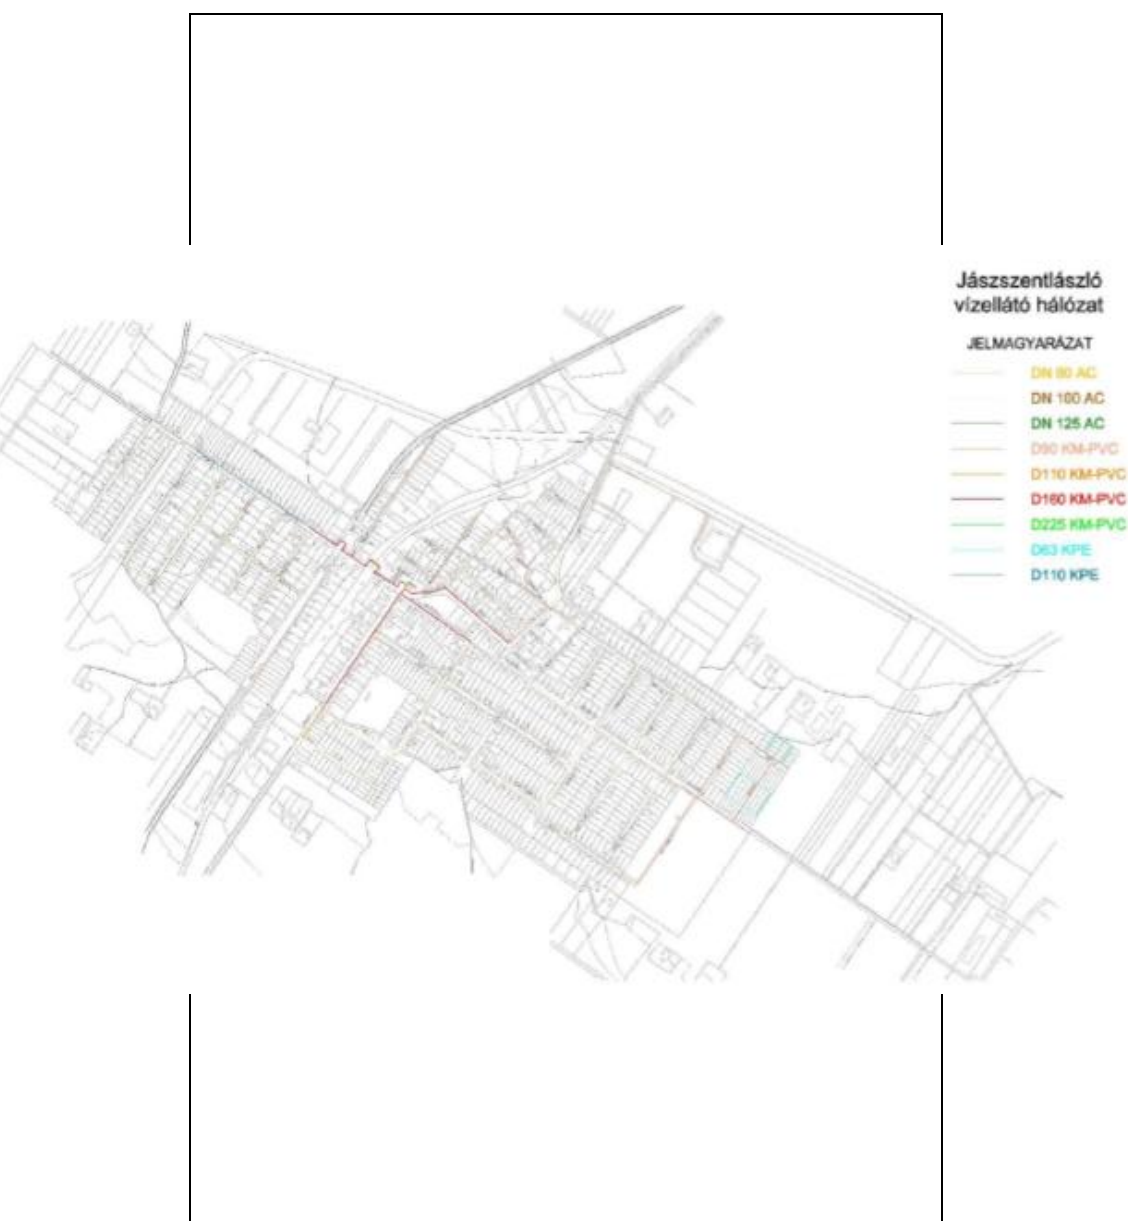 Jászszentlászló
vízellátó hálózat
JELMAGYARÁZAT
DN 80 AC
DN 100 AC
DN 125 AC
D90 KM-PVC
D110 KM-PVC
D160 KM-PVC
D225 KM-PVC
D63 KPE
D110 KPE